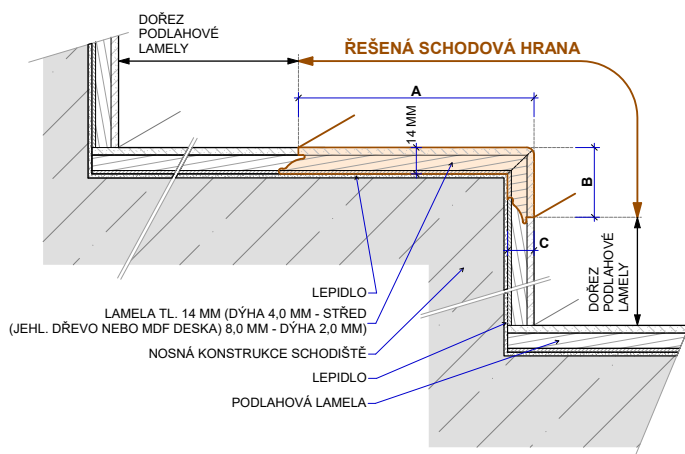 DOŘEZ
PODLAHOVÉ
LAMELY
ŘEŠENÁ SCHODOVÁ HRANA
A
14 MM
B
C
DOŘEZ
PODLAHOVÉ
LAMELY
LEPIDLO
LAMELA TL. 14 MM (DÝHA 4,0 MM - STŘED
(JEHL. DŘEVO NEBO MDF DESKA) 8,0 MM - DÝHA 2,0 MM)
NOSNÁ KONSTRUKCE SCHODIŠTĚ
LEPIDLO
PODLAHOVÁ LAMELA